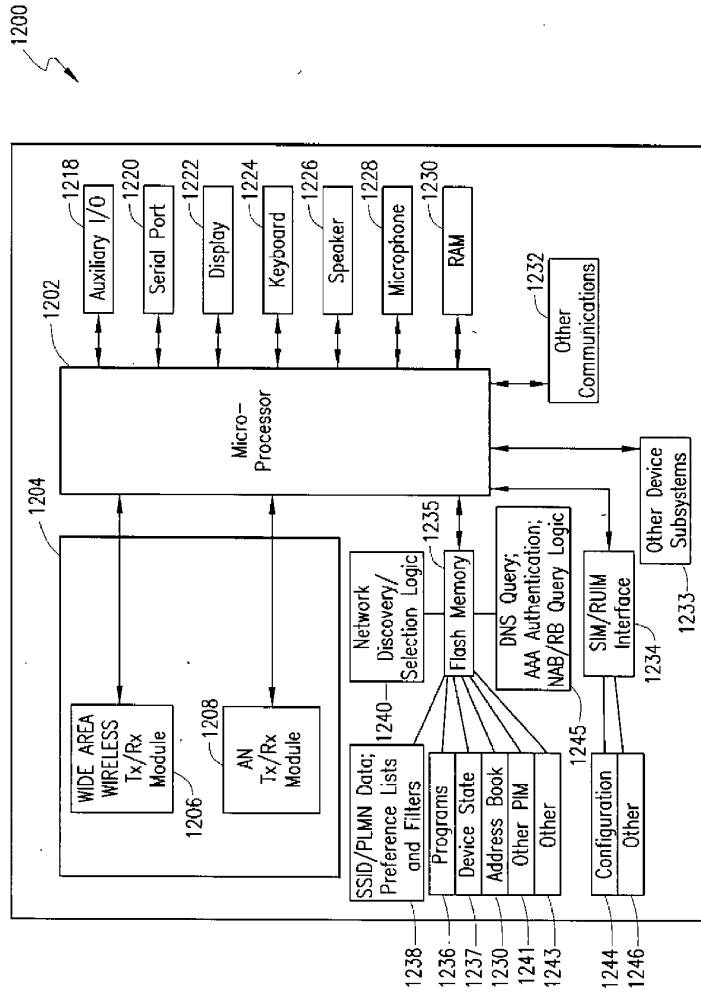 1200
1204
1202
WIDE AREA
WIRELESS
Tx/Rx
Module
1206
AN
Tx/Rx
Module
1208
Micro-
Processor
Auxiliary I/O
1218
Serial Port
1220
Display
1222
Keyboard
1224
Speaker
1226
Microphone
1228
RAM
1230
Other
Communications
1232
Other Device
Subsystems
1233
SIM/RUIM
Interface
1234
Flash Memory
1235
Network
Discovery/
Selection Logic
1240
DNS Query;
AAA Authentication;
NAB/RB Query Logic
1245
SSID/PLMN Data;
Preference Lists
and Filters
1238
Programs
1236
Device State
1237
Address Book
1230
Other PIM
1241
Other
1243
Configuration
1244
Other
1246